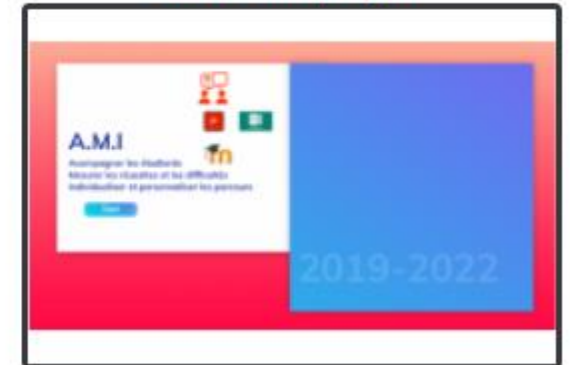 A.M.I
Accompagner les étudiants
Mesurer les réussites et les difficultés
Individualiser et personnaliser les parcours
2019-2022